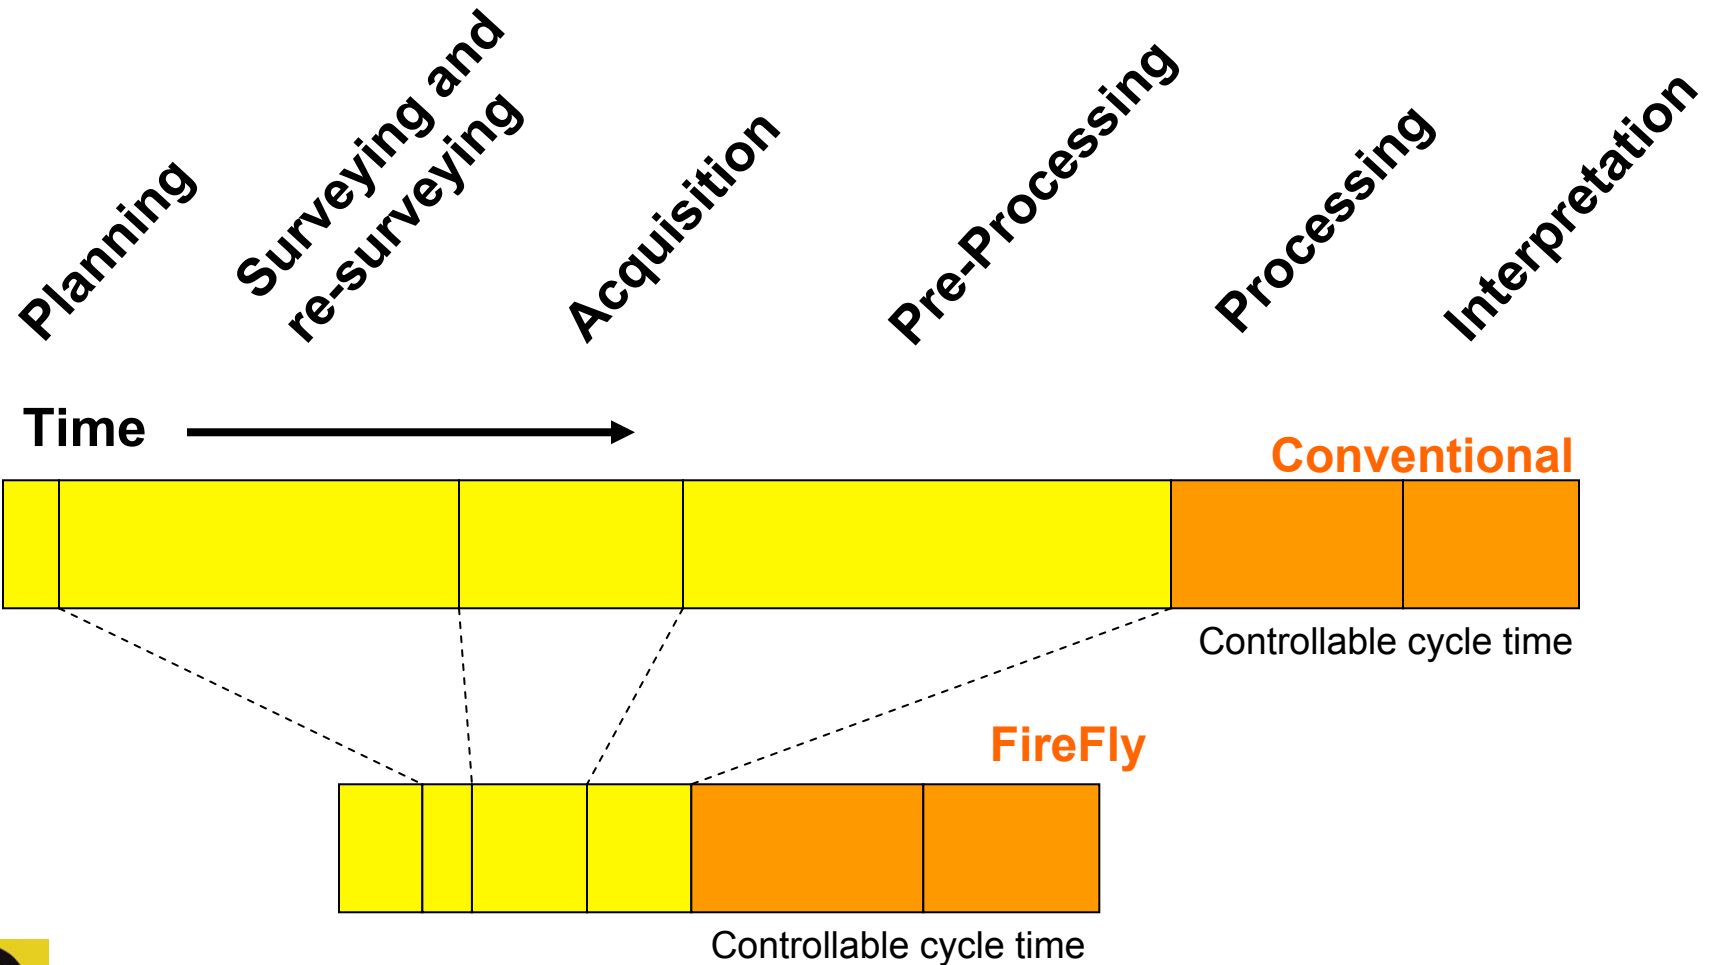 Planning
Surveying and
re-surveying
Acquisition
Pre-Processing
Processing
Interpretation
Time
Conventional
Controllable cycle time
FireFly
Controllable cycle time